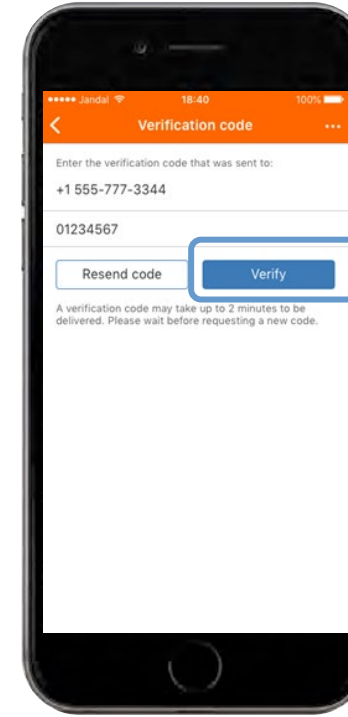 Jandal 18:40 100%
Verification code
Enter the verification code that was sent to:
+1 555-777-3344
01234567
Resend code Verify
A verification code may take up to 2 minutes to be
delivered. Please wait before requesting a new code.